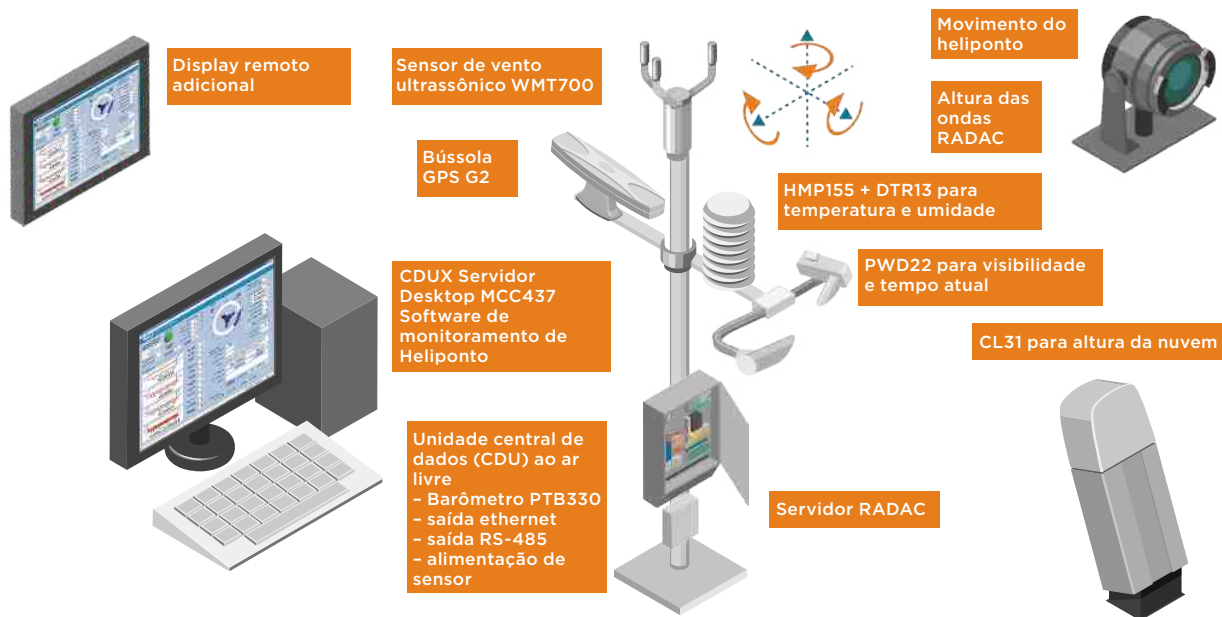 Display remoto
adicional
Sensor de vento
ultrassônico WMT700
Movimento do
heliponto
Altura das
ondas
RADAC
Bússola
GPS G2
HMP155 + DTR13 para
temperatura e umidade
PWD22 para visibilidade
e tempo atual
CDUX Servidor
Desktop MCC437
Software de
monitoramento de
Heliponto
CL31 para altura da nuvem
Unidade central de
dados (CDU) ao ar
livre
– Barômetro PTB330
– saída ethernet
– saída RS-485
– alimentação de
sensor
Servidor RADAC